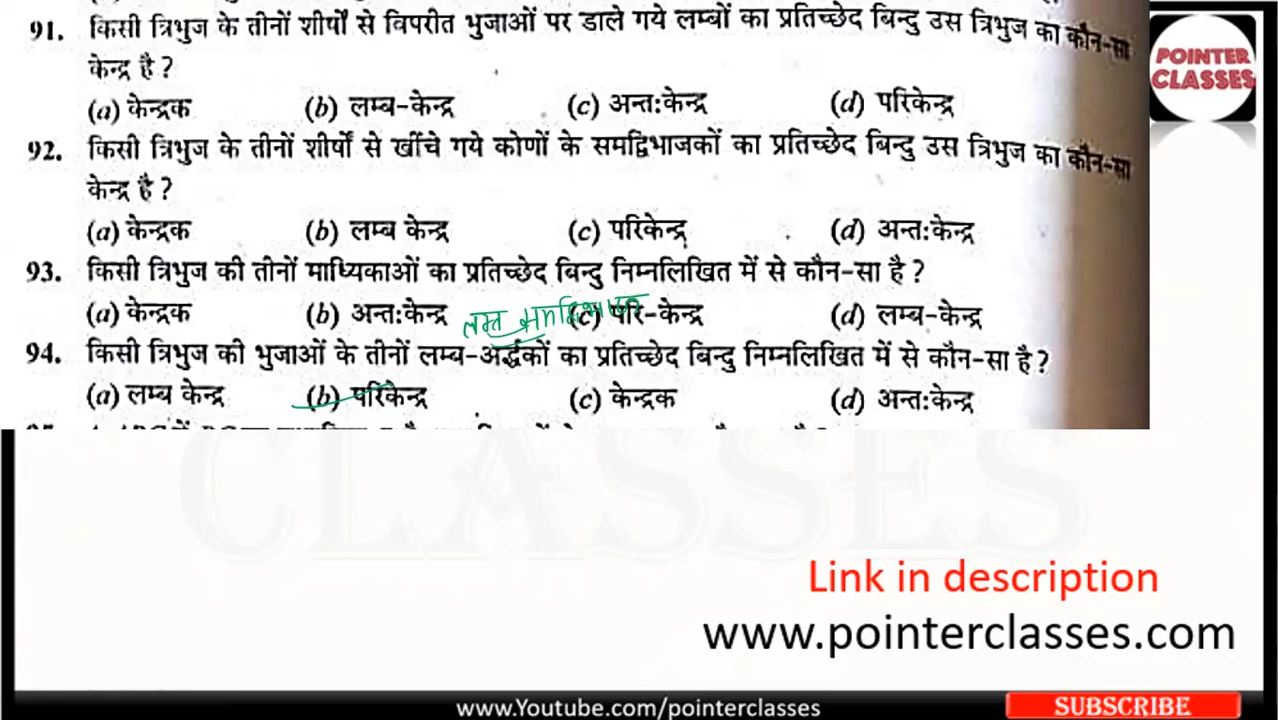 91. किसी त्रिभुज के तीनों शीर्षों से विपरीत भुजाओं पर डाले गये लम्बों का प्रतिच्छेद बिन्दु उस त्रिभुज का कौन-सा
केन्द्र है ?
(a) केन्द्रक (b) लम्ब-केन्द्र (c) अन्त:केन्द्र (d) परिकेन्द्र
92. किसी त्रिभुज के तीनों शीर्षों से खींचे गये कोणों के समद्विभाजकों का प्रतिच्छेद बिन्दु उस त्रिभुज का कौन-सा
केन्द्र है ?
(a) केन्द्रक (b) लम्ब केन्द्र (c) परिकेन्द्र (d) अन्त:केन्द्र
93. किसी त्रिभुज की तीनों माध्यिकाओं का प्रतिच्छेद बिन्दु निम्नलिखित में से कौन-सा है ?
(a) केन्द्रक (b) अन्त:केन्द्र (c) परि-केन्द्र (d) लम्ब-केन्द्र
94. किसी त्रिभुज की भुजाओं के तीनों लम्ब-अर्द्धकों का प्रतिच्छेद बिन्दु निम्नलिखित में से कौन-सा है ?
(a) लम्ब केन्द्र (b) परिकेन्द्र (c) केन्द्रक (d) अन्त:केन्द्र
POINTER
CLASSES
CLASSES
Link in description
www.pointerclasses.com
www.Youtube.com/pointerclasses
SUBSCRIBE